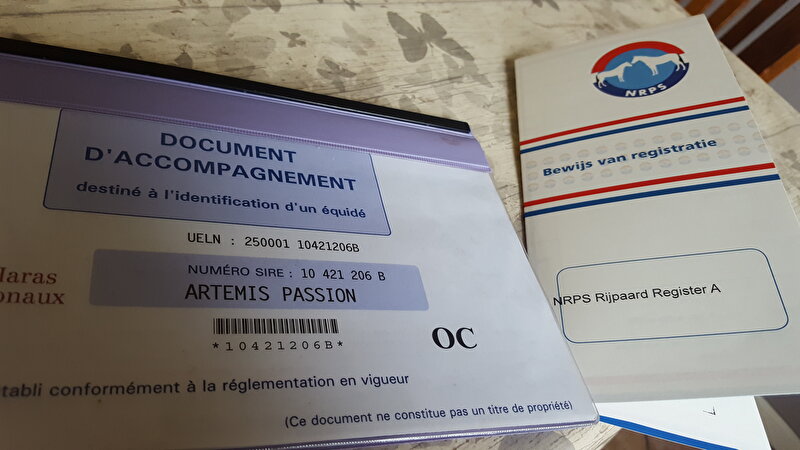 DOCUMENT
D'ACCOMPAGNEMENT
destiné à l'identification d'un équidé
UELN : 250001 10421206B
NUMÉRO SIRE : 10 421 206 B
ARTEMIS PASSION
*10421206B*
OC
Haras
onaux
tabli conformément à la réglementation en vigueur
(Ce document ne constitue pas un titre de propriété)
NRPS
Bewijs van registratie
NRPS Rijpaard Register A